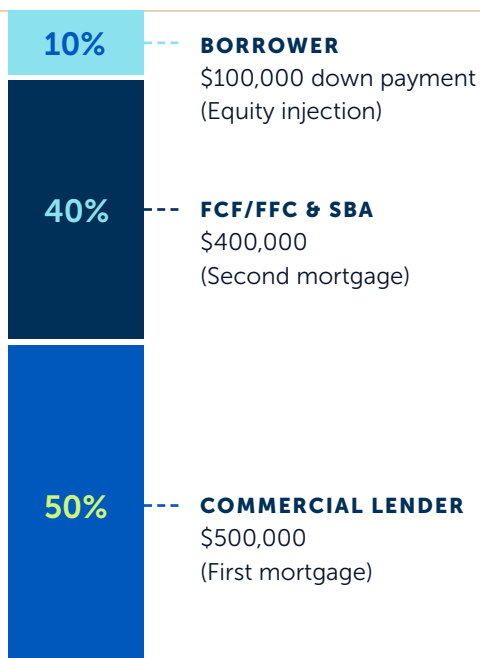 10%
BORROWER
$100,000 down payment
(Equity injection)
40%
FCF/FFC & SBA
$400,000
(Second mortgage)
50%
COMMERCIAL LENDER
$500,000
(First mortgage)